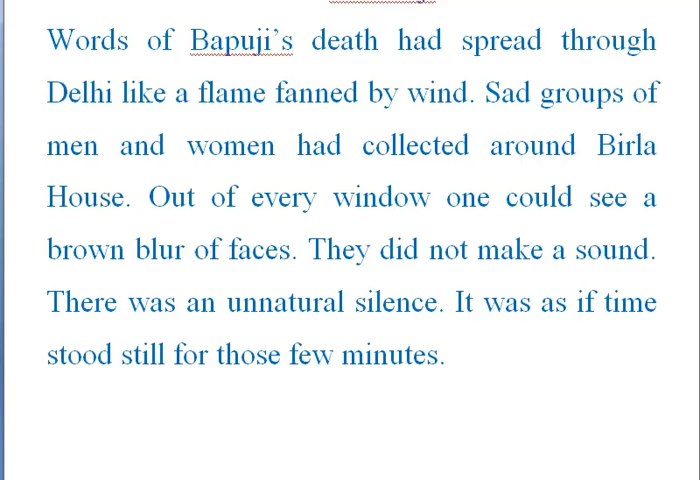 Words of Bapuji's death had spread through
Delhi like a flame fanned by wind. Sad groups of
men and women had collected around Birla
House. Out of every window one could see a
brown blur of faces. They did not make a sound.
There was an unnatural silence. It was as if time
stood still for those few minutes.